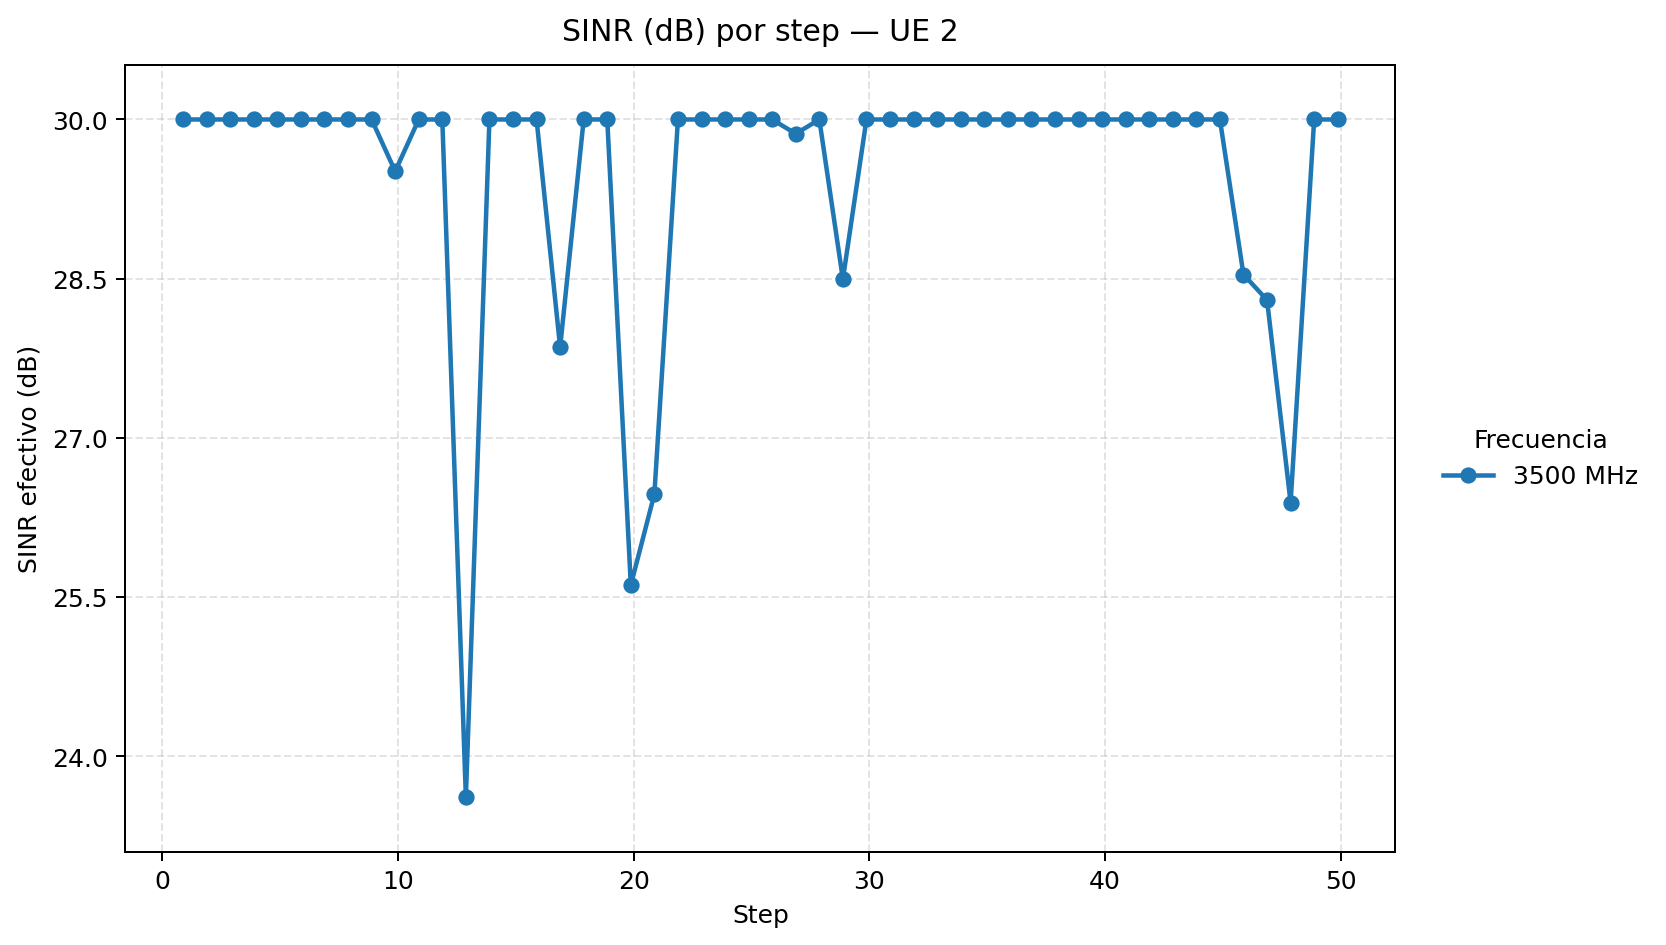 SINR (dB) por step — UE 2
30.0
28.5
27.0
25.5
24.0
SINR efectivo (dB)
0 10 20 30 40 50
Step
Frecuencia
3500 MHz